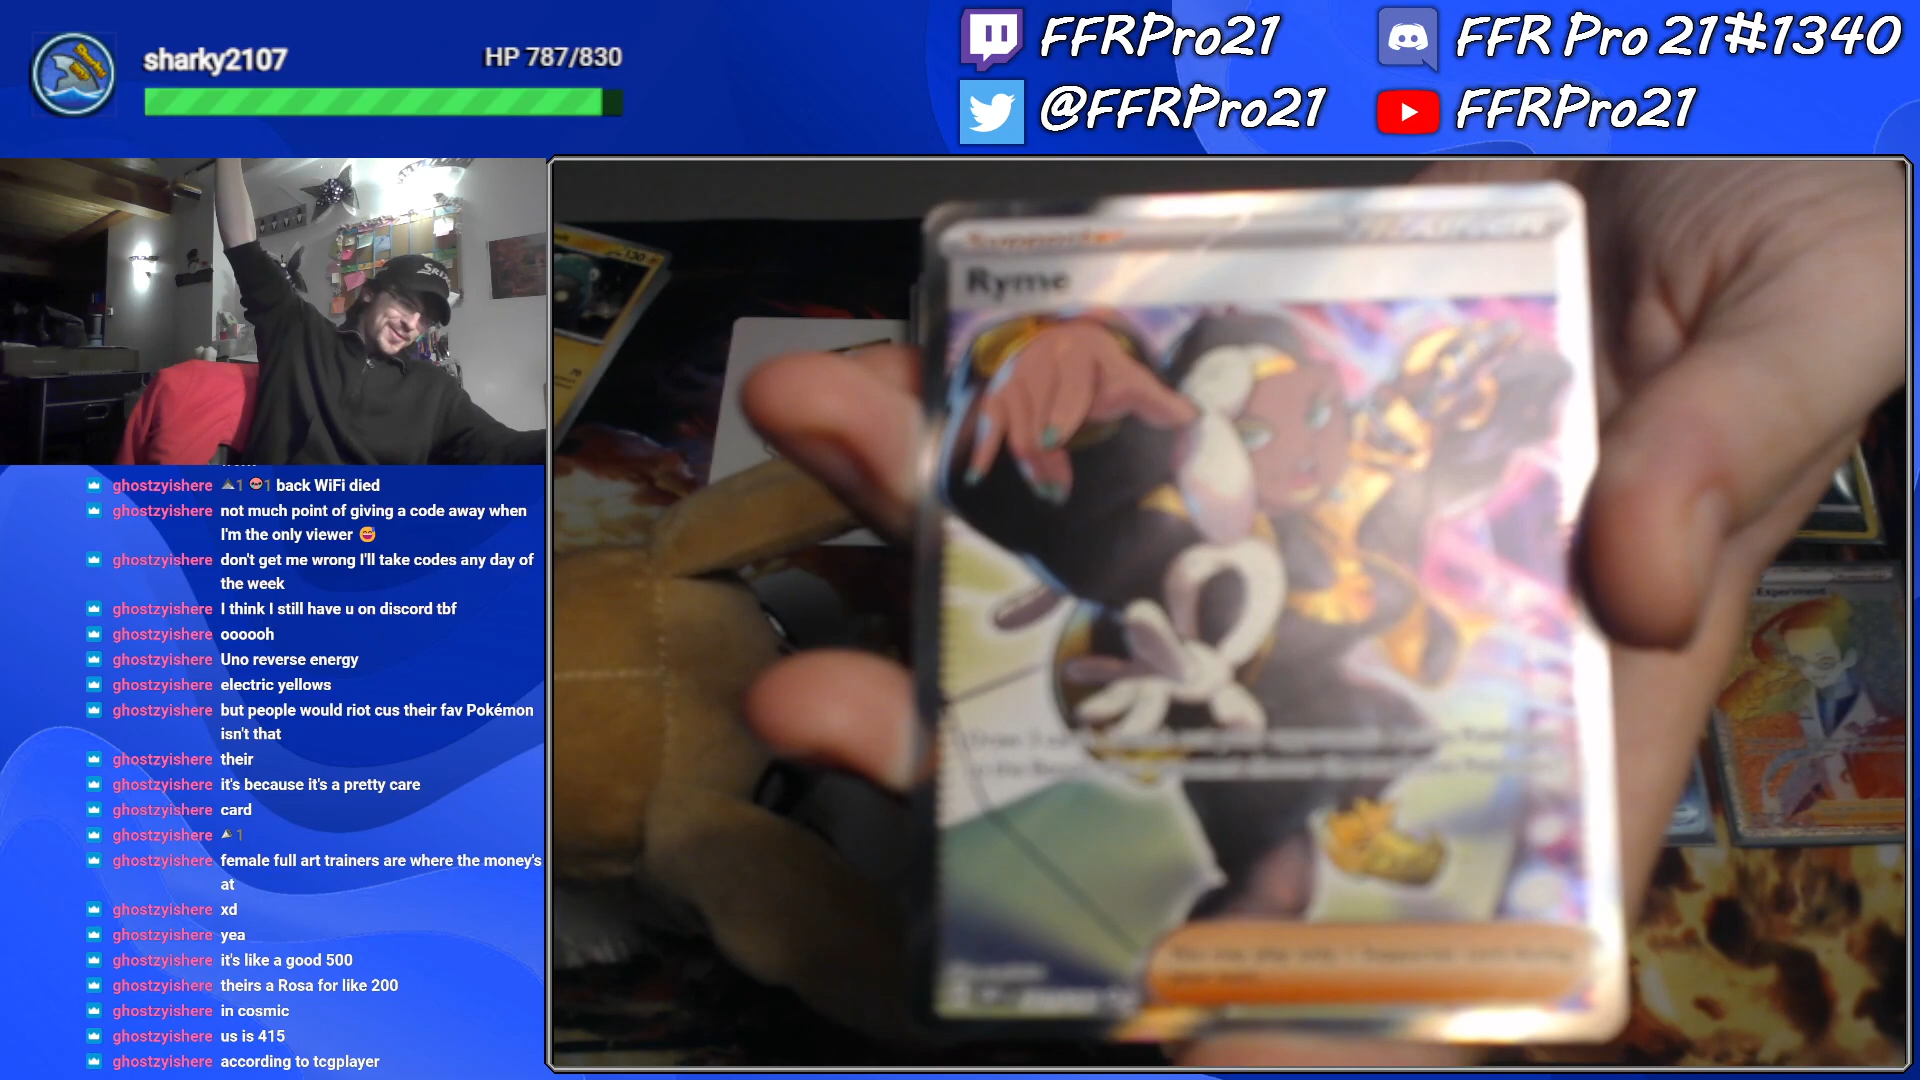 sharky2107
HP 787/830
FFRPro21
FFR Pro 21#1340
@FFRPro21
FFRPro21
SRIX
ghostzyishere 1 1 back WiFi died
ghostzyishere not much point of giving a code away when
I'm the only viewer 😅
ghostzyishere don't get me wrong I'll take codes any day of
the week
ghostzyishere I think I still have u on discord tbf
ghostzyishere oooooh
ghostzyishere Uno reverse energy
ghostzyishere electric yellows
ghostzyishere but people would riot cus their fav Pokémon
isn't that
ghostzyishere their
ghostzyishere it's because it's a pretty care
ghostzyishere card
ghostzyishere 1
ghostzyishere female full art trainers are where the money's
at
ghostzyishere xd
ghostzyishere yea
ghostzyishere it's like a good 500
ghostzyishere theirs a Rosa for like 200
ghostzyishere in cosmic
ghostzyishere us is 415
ghostzyishere according to tcgplayer
130
70
Supporter
TRAINER
Ryme
Experiment